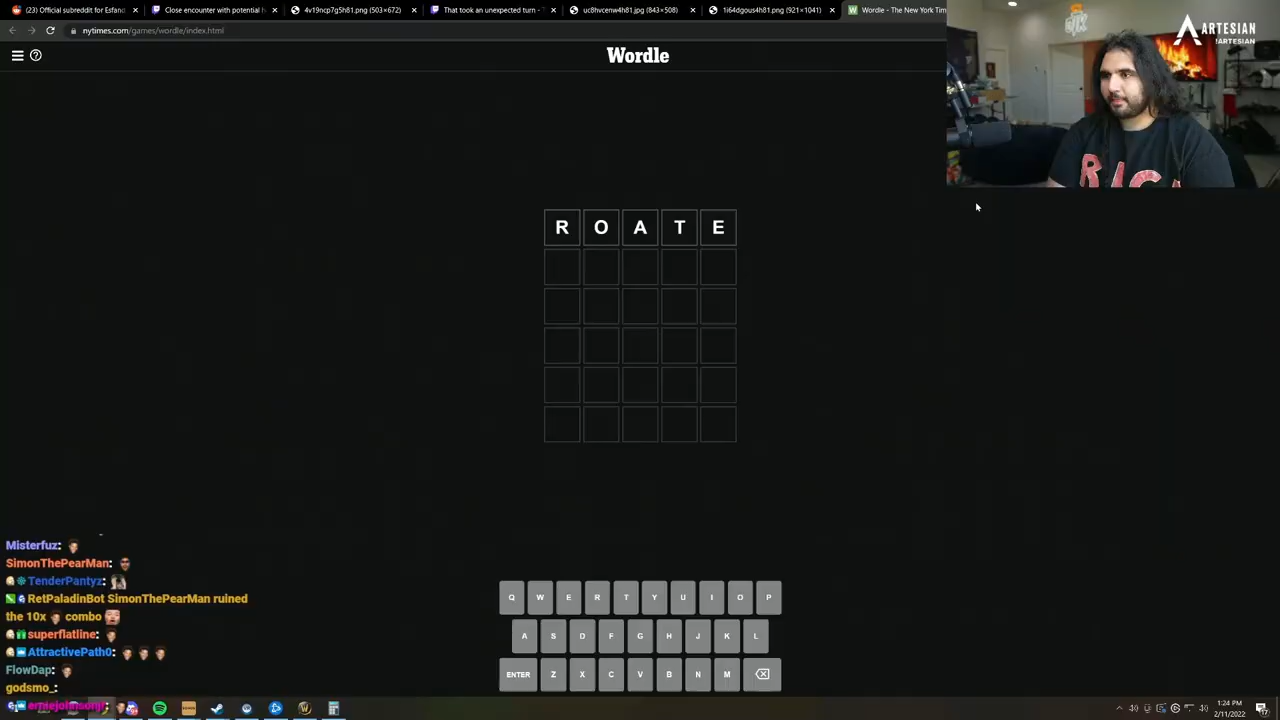 (23) Official subreddit for Esfand
Close encounter with potential h
4v19ncp7g5h81.png (503×672)
That took an unexpected turn - T
uc8hvcenw4h81.jpg (843×508)
1i64dgous4h81.png (921×1041)
Wordle - The New York Tim
nytimes.com/games/wordle/index.html
Wordle
ARTESIAN
!ARTESIAN
R O A T E
Misterfuz:
SimonThePearMan:
TenderPantyz:
RetPaladinBot SimonThePearMan ruined
the 10x combo
superflatline:
AttractivePath0:
FlowDap:
godsmo_:
erniejohnsonjr:
Q W E R T Y U I O P
A S D F G H J K L
ENTER Z X C V B N M
1:24 PM
2/11/2022